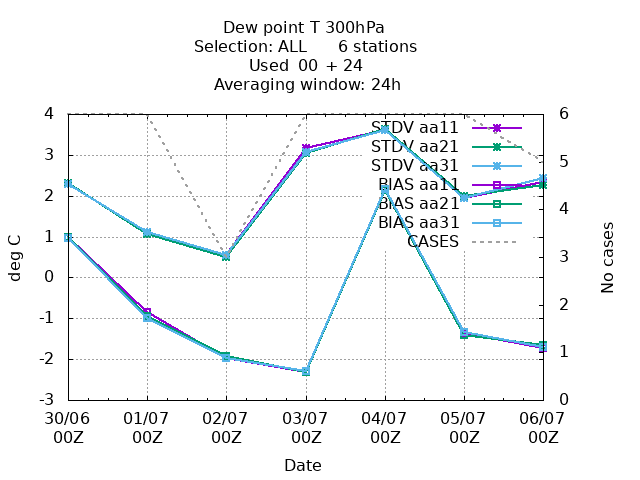 Dew point T 300hPa
Selection: ALL      6 stations
Used  00 + 24
Averaging window: 24h
4
3
2
1
0
-1
-2
-3
deg C
6
5
4
3
2
1
0
No cases
STDV aa11
STDV aa21
STDV aa31
BIAS aa11
BIAS aa21
BIAS aa31
CASES
30/06 01/07 02/07 03/07 04/07 05/07 06/07
00Z 00Z 00Z 00Z 00Z 00Z 00Z
Date